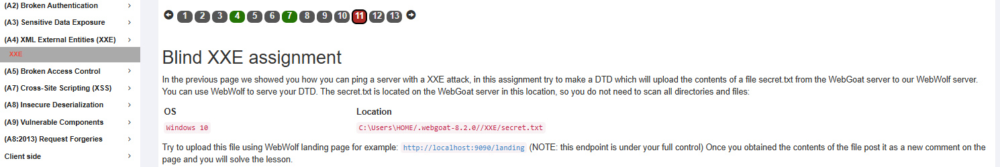 (A2) Broken Authentication
(A3) Sensitive Data Exposure
(A4) XML External Entities (XXE)
XXE
(A5) Broken Access Control
(A7) Cross-Site Scripting (XSS)
(A8) Insecure Deserialization
(A9) Vulnerable Components
(A8:2013) Request Forgeries
Client side
1 2 3 4 5 6 7 8 9 10 11 12 13
Blind XXE assignment
In the previous page we showed you how you can ping a server with a XXE attack, in this assignment try to make a DTD which will upload the contents of a file secret.txt from the WebGoat server to our WebWolf server.
You can use WebWolf to serve your DTD. The secret.txt is located on the WebGoat server in this location, so you do not need to scan all directories and files:
OS Location
Windows 10 C:\Users\HOME/.webgoat-8.2.0//XXE/secret.txt
Try to upload this file using WebWolf landing page for example: http://localhost:9090/landing (NOTE: this endpoint is under your full control) Once you obtained the contents of the file post it as a new comment on the
page and you will solve the lesson.